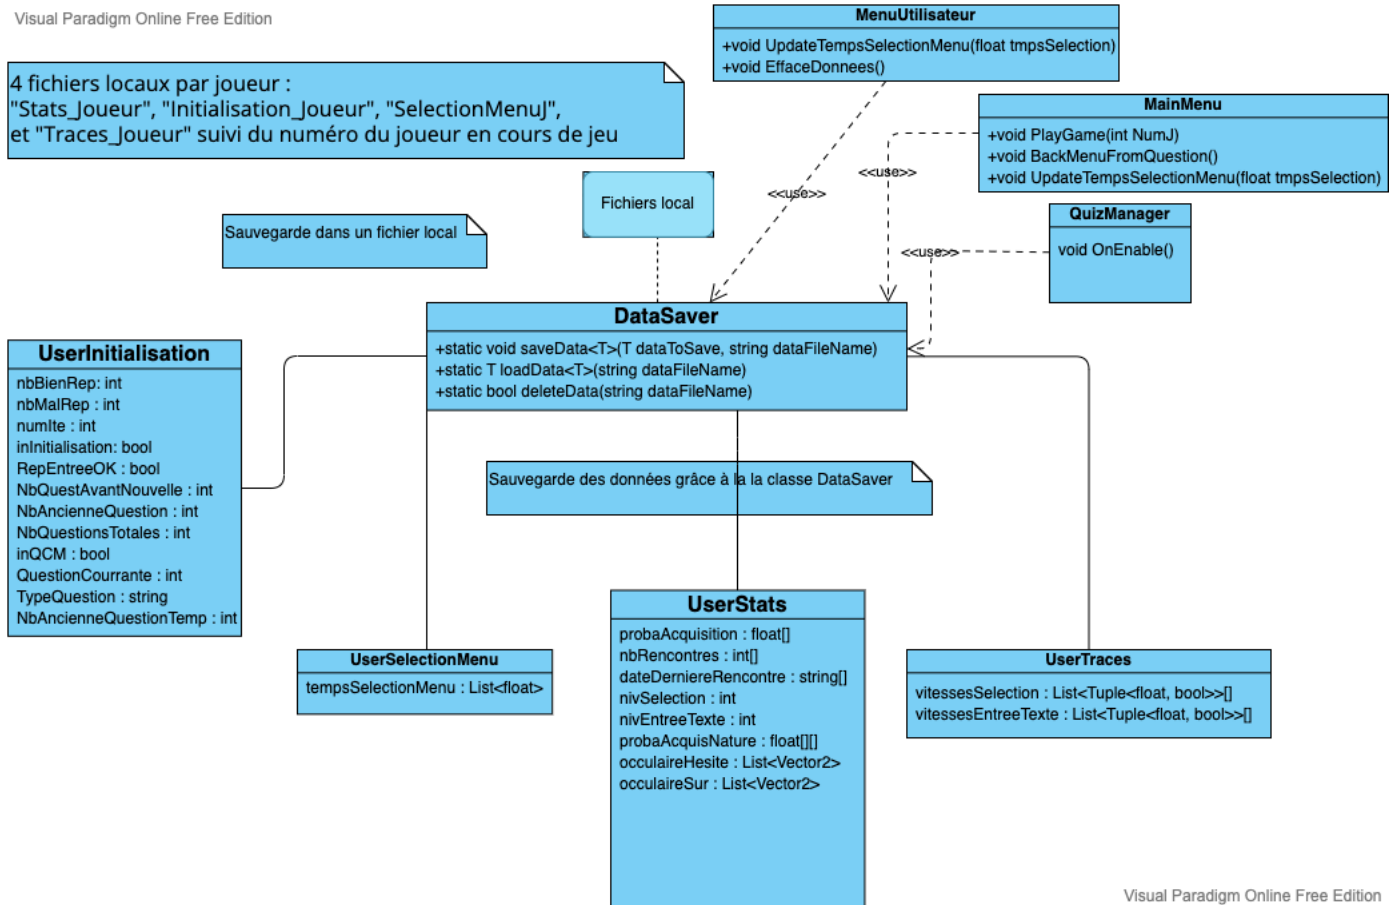 Visual Paradigm Online Free Edition
MenuUtilisateur
+void UpdateTempsSelectionMenu(float tmpsSelection)
+void EffaceDonnees()
4 fichiers locaux par joueur :
"Stats_Joueur", "Initialisation_Joueur", "SelectionMenuJ",
et "Traces_Joueur" suivi du numéro du joueur en cours de jeu
MainMenu
+void PlayGame(int NumJ)
+void BackMenuFromQuestion()
+void UpdateTempsSelectionMenu(float tmpsSelection)
<<use>>
<<use>>
Fichiers local
QuizManager
void OnEnable()
Sauvegarde dans un fichier local
<<use>>
DataSaver
+static void saveData<T>(T dataToSave, string dataFileName)
+static T loadData<T>(string dataFileName)
+static bool deleteData(string dataFileName)
UserInitialisation
nbBienRep: int
nbMalRep : int
numIte : int
inInitialisation: bool
RepEntreeOK : bool
NbQuestAvantNouvelle : int
NbAncienneQuestion : int
NbQuestionsTotales : int
inQCM : bool
QuestionCourrante : int
TypeQuestion : string
NbAncienneQuestionTemp : int
Sauvegarde des données grâce à la la classe DataSaver
UserSelectionMenu
tempsSelectionMenu : List<float>
UserStats
probaAcquisition : float[]
nbRencontres : int[]
dateDerniereRencontre : string[]
nivSelection : int
nivEntreeTexte : int
probaAcquisNature : float[][]
occulaireHesite : List<Vector2>
occulaireSur : List<Vector2>
UserTraces
vitessesSelection : List<Tuple<float, bool>>[]
vitessesEntreeTexte : List<Tuple<float, bool>>[]
Visual Paradigm Online Free Edition